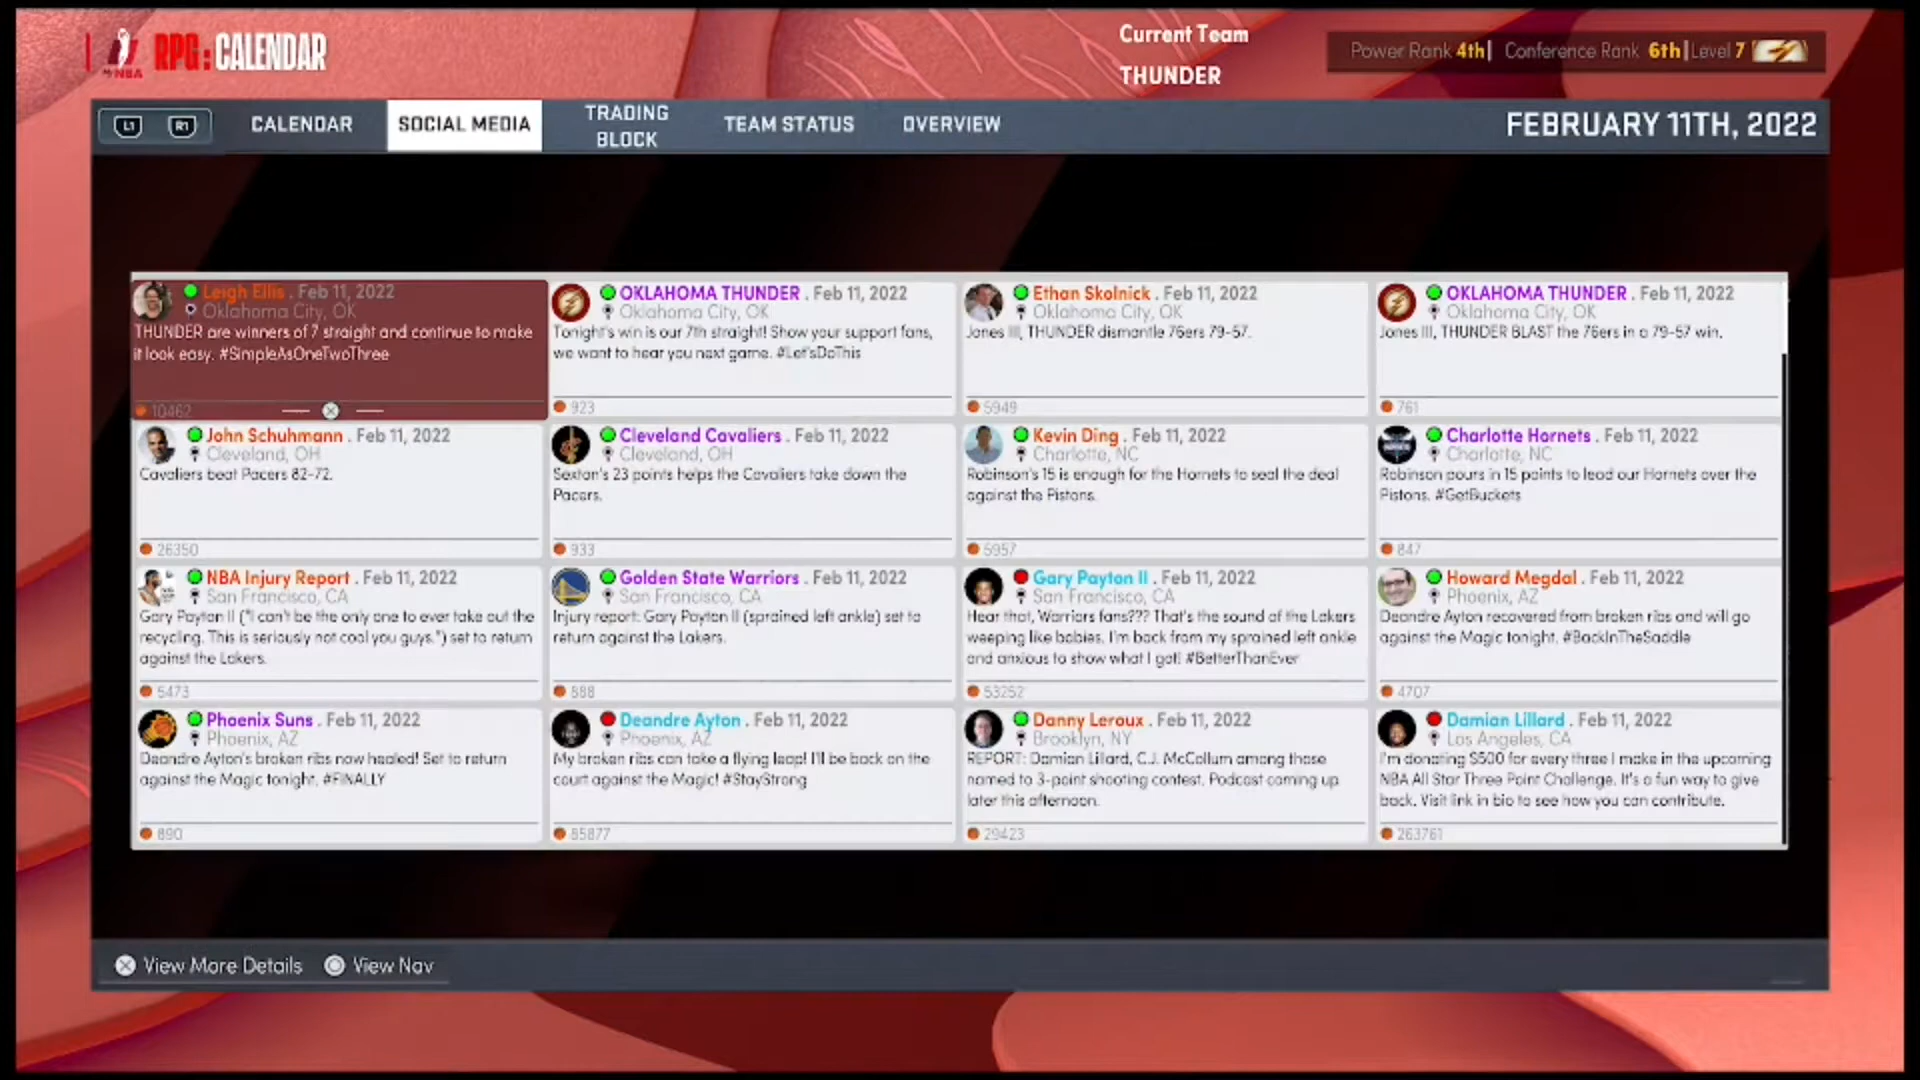 MyNBA
RPG: CALENDAR
Current Team
THUNDER
Power Rank 4th| Conference Rank 6th|Level 7
L1 R1 CALENDAR SOCIAL MEDIA TRADING BLOCK TEAM STATUS OVERVIEW FEBRUARY 11TH, 2022
Leigh Ellis . Feb 11, 2022
Oklahoma City, OK
THUNDER are winners of 7 straight and continue to make
it look easy. #SimpleAsOneTwoThree
10462
OKLAHOMA THUNDER . Feb 11, 2022
Oklahoma City, OK
Tonight's win is our 7th straight! Show your support fans,
we want to hear you next game. #Let'sDoThis
923
Ethan Skolnick . Feb 11, 2022
Oklahoma City, OK
Jones III, THUNDER dismantle 76ers 79-57.
5949
OKLAHOMA THUNDER . Feb 11, 2022
Oklahoma City, OK
Jones III, THUNDER BLAST the 76ers in a 79-57 win.
761
John Schuhmann . Feb 11, 2022
Cleveland, OH
Cavaliers beat Pacers 82-72.
26350
Cleveland Cavaliers . Feb 11, 2022
Cleveland, OH
Sexton's 23 points helps the Cavaliers take down the
Pacers.
933
Kevin Ding . Feb 11, 2022
Charlotte, NC
Robinson's 15 is enough for the Hornets to seal the deal
against the Pistons.
5957
Charlotte Hornets . Feb 11, 2022
Charlotte, NC
Robinson pours in 15 points to lead our Hornets over the
Pistons. #GetBuckets
847
NBA Injury Report . Feb 11, 2022
San Francisco, CA
Gary Payton II ("I can't be the only one to ever take out the
recycling. This is seriously not cool you guys.") set to return
against the Lakers.
5473
Golden State Warriors . Feb 11, 2022
San Francisco, CA
Injury report: Gary Payton II (sprained left ankle) set to
return against the Lakers.
888
Gary Payton II . Feb 11, 2022
San Francisco, CA
Hear that, Warriors fans??? That's the sound of the Lakers
weeping like babies. I'm back from my sprained left ankle
and anxious to show what I got! #BetterThanEver
53252
Howard Megdal . Feb 11, 2022
Phoenix, AZ
Deandre Ayton recovered from broken ribs and will go
against the Magic tonight. #BackInTheSaddle
4707
Phoenix Suns . Feb 11, 2022
Phoenix, AZ
Deandre Ayton's broken ribs now healed! Set to return
against the Magic tonight. #FINALLY
890
Deandre Ayton . Feb 11, 2022
Phoenix, AZ
My broken ribs can take a flying leap! I'll be back on the
court against the Magic! #StayStrong
85877
Danny Leroux . Feb 11, 2022
Brooklyn, NY
REPORT: Damian Lillard, C.J. McCollum among those
named to 3-point shooting contest. Podcast coming up
later this afternoon.
29423
Damian Lillard . Feb 11, 2022
Los Angeles, CA
I'm donating $500 for every three I make in the upcoming
NBA All Star Three Point Challenge. It's a fun way to give
back. Visit link in bio to see how you can contribute.
263761
View More Details View Nav